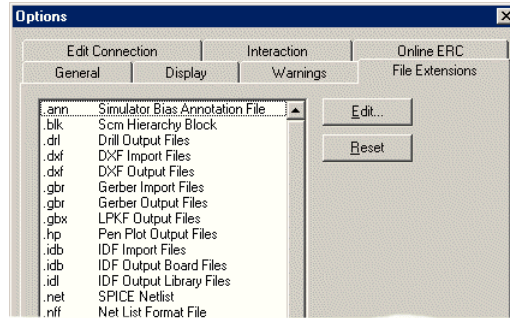 Options
Edit Connection Interaction Online ERC
General Display Warnings File Extensions
.ann Simulator Bias Annotation File
.blk Scm Hierarchy Block
.drl Drill Output Files
.dxf DXF Import Files
.dxf DXF Output Files
.gbr Gerber Import Files
.gbr Gerber Output Files
.gbx LPKF Output Files
.hp Pen Plot Output Files
.idb IDF Import Files
.idb IDF Output Board Files
.idl IDF Output Library Files
.net SPICE Netlist
.nff Net List Format File
Edit...
Reset